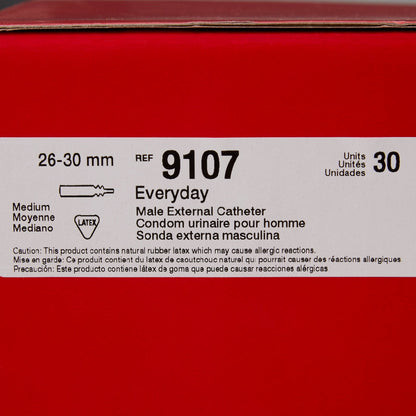 26-30 mm REF 9107 Units Unités Unidades 30
Everyday
Medium
Moyenne
Mediano
LATEX
Male External Catheter
Condom urinaire pour homme
Sonda externa masculina
Caution: This product contains natural rubber latex which may cause allergic reactions.
Mise en garde: Ce produit contient du latex de caoutchouc naturel qui pourrait causer des réactions allergiques.
Precaución: Este producto contiene látex de goma que puede causar reacciones alérgicas